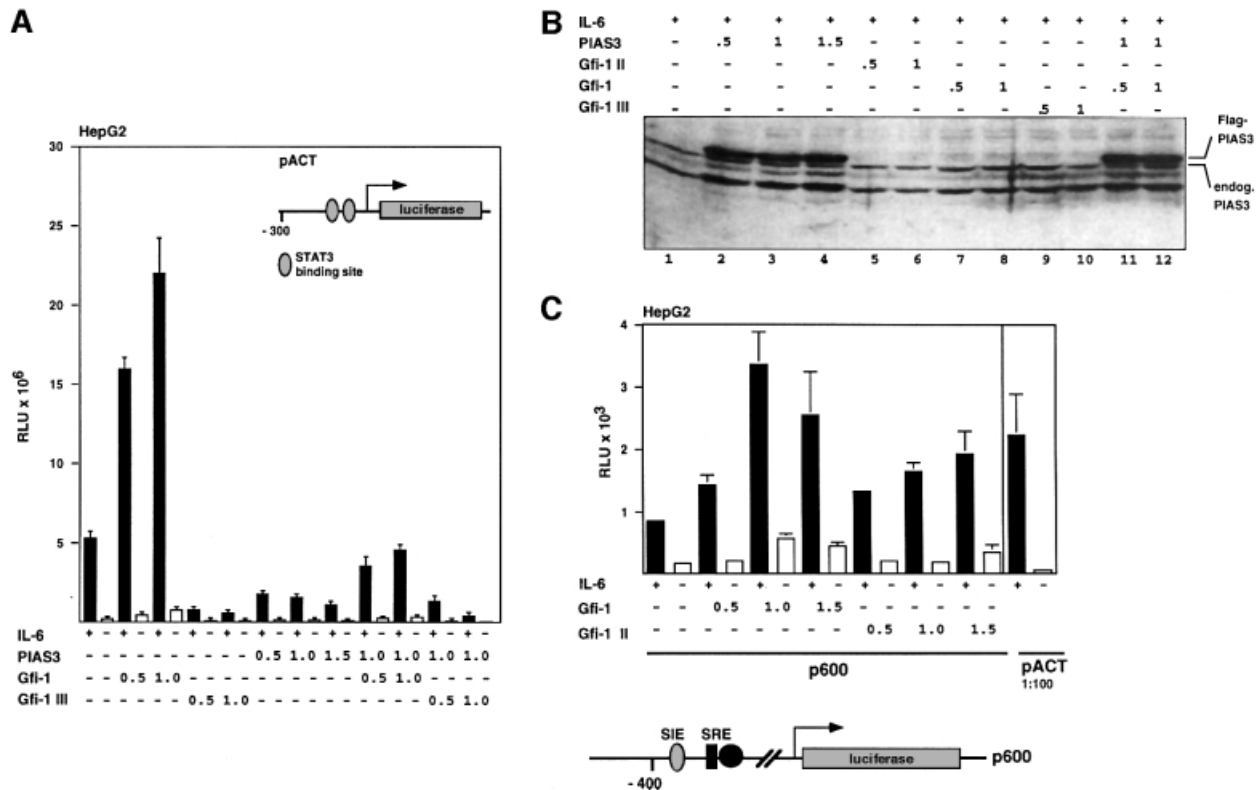 A
HepG2
pACT
luciferase
- 300
STAT3
binding site
RLU x 10⁶
30
25
20
15
10
5
IL-6 + - + - + - + - + - + - + - + - + - + - + - + -
PIAS3 - - - - - - - - - - 0.5 1.0 1.5 1.0 1.0 1.0 1.0
Gfi-1 - - 0.5 1.0 - - - - - - - - - - 0.5 1.0 - - - -
Gfi-1 III - - - - - - 0.5 1.0 - - - - - - - - - - 0.5 1.0
B
IL-6 + + + + + + + + + + + +
PIAS3 - .5 1 1.5 - - - - - - 1 1
Gfi-1 II - - - - .5 1 - - - - - -
Gfi-1 - - - - - - .5 1 - - .5 1
Gfi-1 III - - - - - - - - .5 1 - -
Flag-
PIAS3
endog.
PIAS3
1 2 3 4 5 6 7 8 9 10 11 12
C
HepG2
RLU x 10³
4
3
2
1
IL-6 + - + - + - + - + - + - + - + -
Gfi-1 - - 0.5 1.0 1.5 - - - - - - - -
Gfi-1 II - - - - - - - - 0.5 1.0 1.5 - -
p600
pACT
1:100
SIE SRE
luciferase
p600
- 400